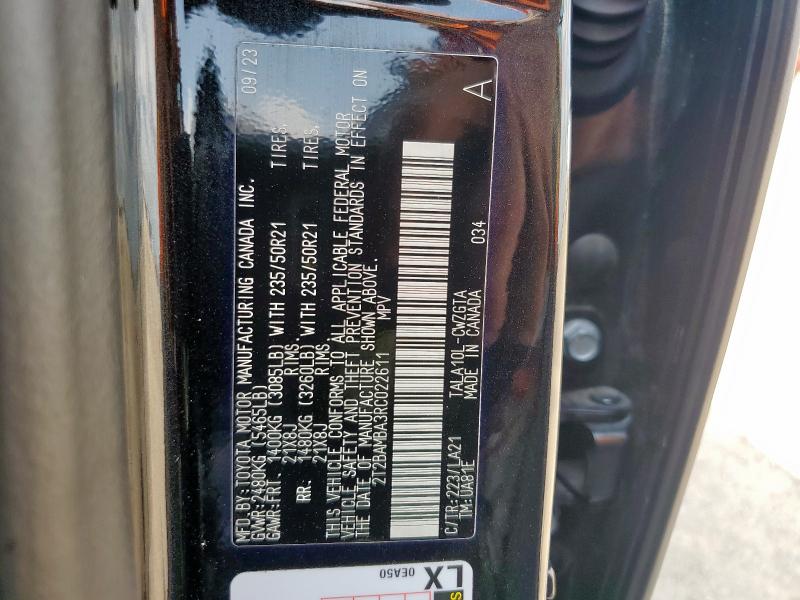 MFD.BY:TOYOTA MOTOR MANUFACTURING CANADA INC. 09/23
GVWR:2480KG (5465LB)
GAWR:FRT. 1400KG (3085LB) WITH 235/50R21 TIRES,
21X8J RIMS.
RR. 1480KG (3260LB) WITH 235/50R21 TIRES,
21X8J RIMS.
THIS VEHICLE CONFORMS TO ALL APPLICABLE FEDERAL MOTOR
VEHICLE SAFETY AND THEFT PREVENTION STANDARDS IN EFFECT ON
THE DATE OF MANUFACTURE SHOWN ABOVE.
2T2BAMBA3RC022611 MPV
A
C/TR:223/LA21 TALA10L-CWZGTA 034
TM:UA81E MADE IN CANADA
0EA50
LX